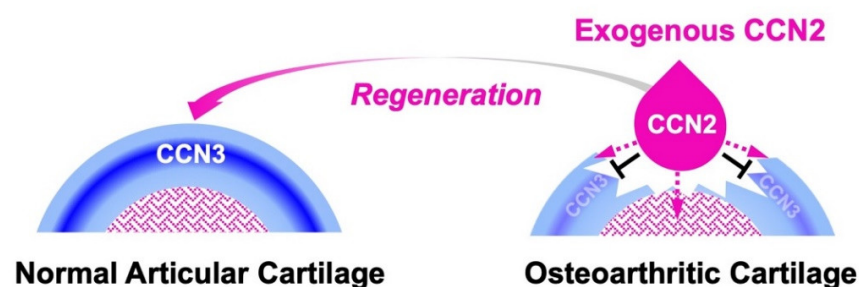 Exogenous CCN2
Regeneration
CCN2
CCN3
CCN3
CCN3
Normal Articular Cartilage
Osteoarthritic Cartilage